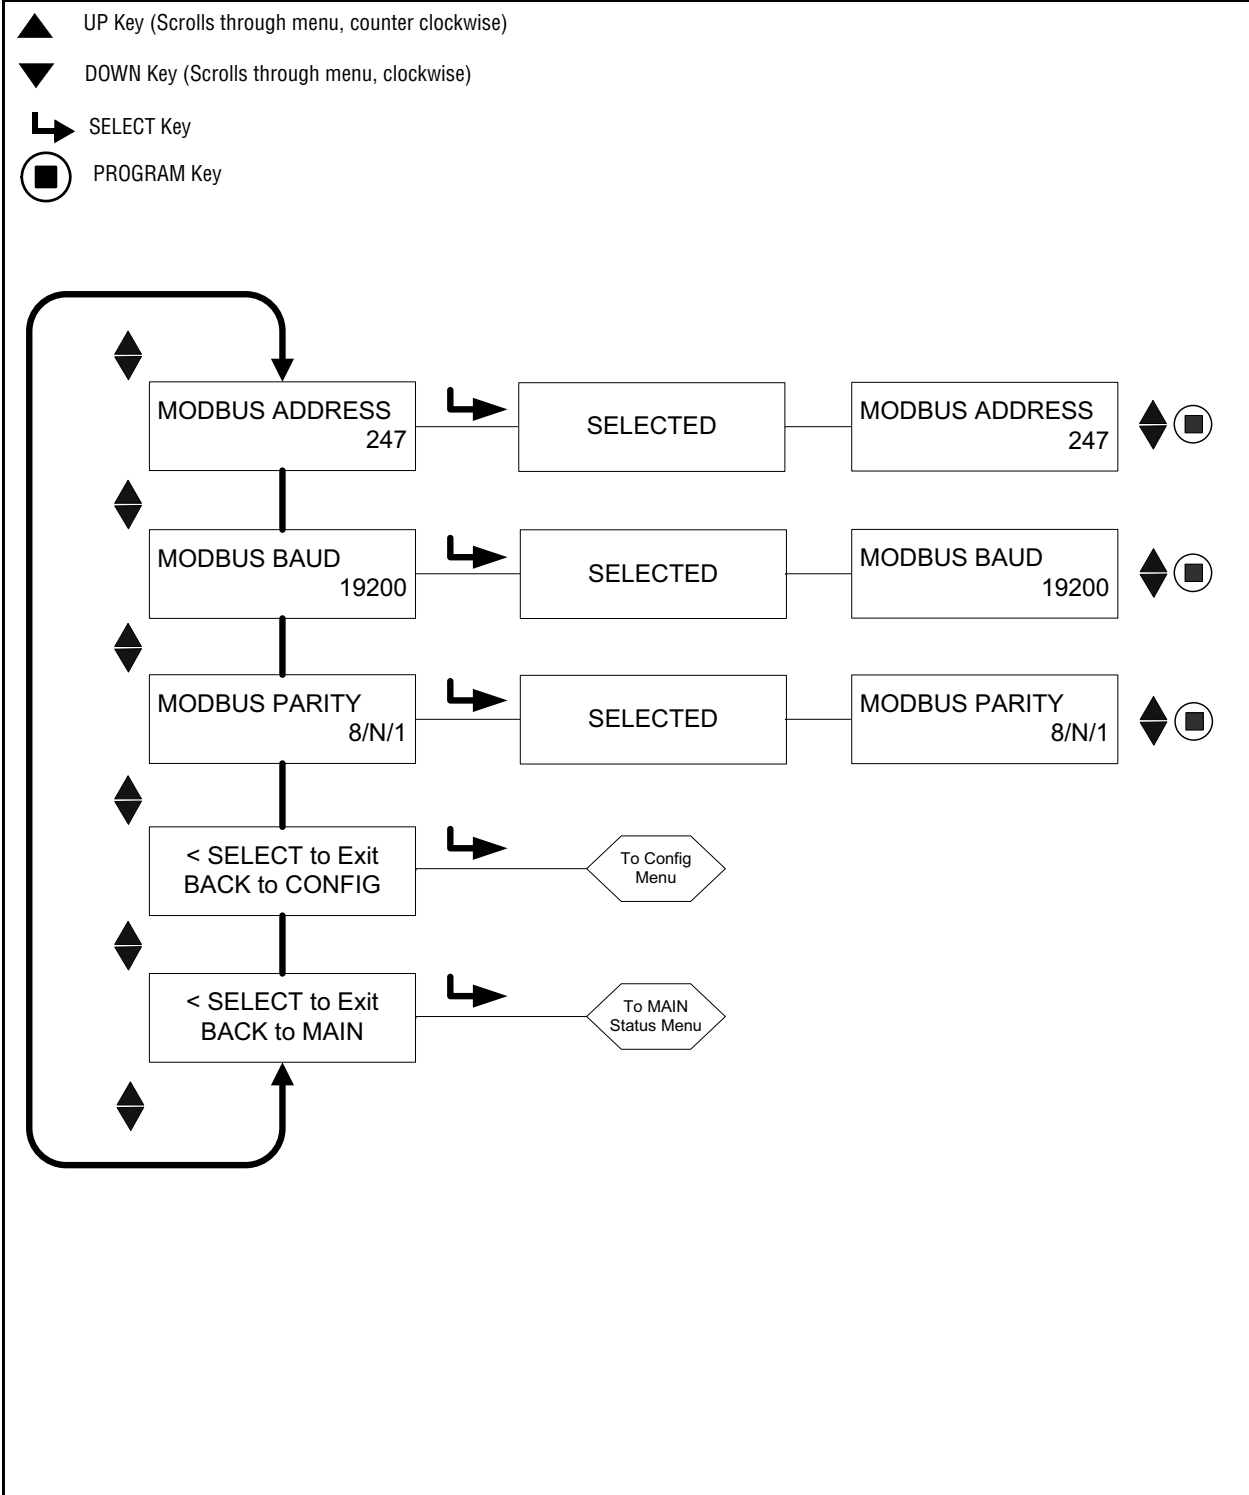 UP Key (Scrolls through menu, counter clockwise)
DOWN Key (Scrolls through menu, clockwise)
SELECT Key
PROGRAM Key
MODBUS ADDRESS
247
SELECTED
MODBUS ADDRESS
247
MODBUS BAUD
19200
SELECTED
MODBUS BAUD
19200
MODBUS PARITY
8/N/1
SELECTED
MODBUS PARITY
8/N/1
< SELECT to Exit
BACK to CONFIG
To Config
Menu
< SELECT to Exit
BACK to MAIN
To MAIN
Status Menu